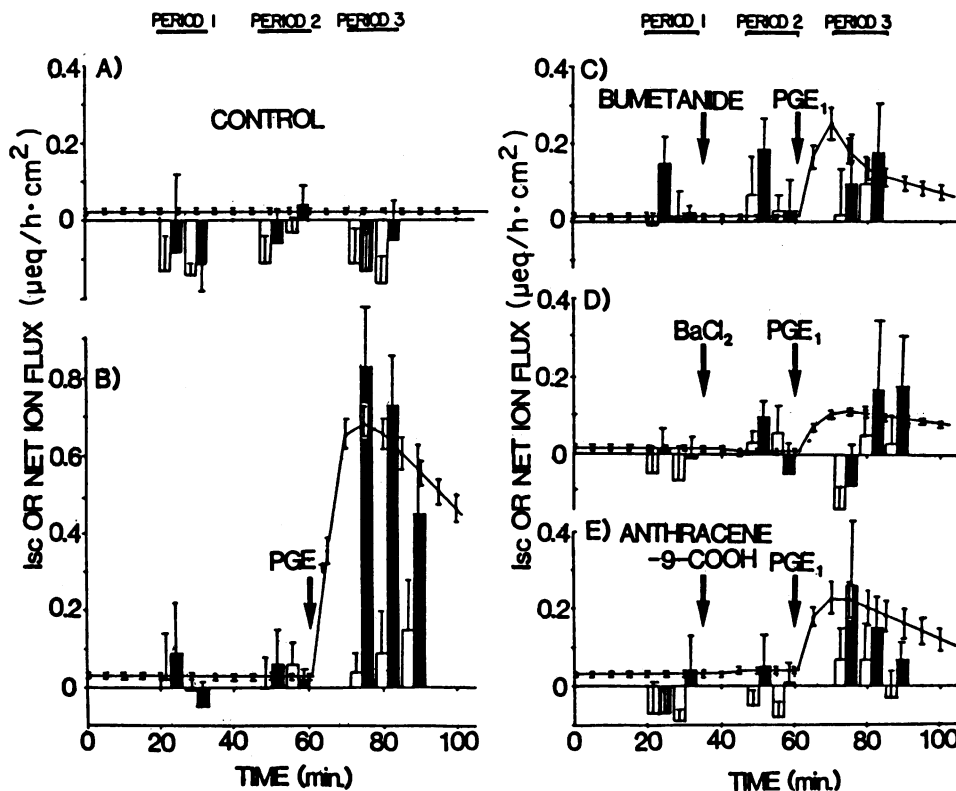 PERIOD 1 PERIOD 2 PERIOD 3 PERIOD 1 PERIOD 2 PERIOD 3
Isc OR NET ION FLUX (µeq/h·cm²)
A)
CONTROL
0.4
0.2
0
B)
PGE₁
0.8
0.6
0.4
0.2
0
0 20 40 60 80 100
TIME (min.)
Isc OR NET ION FLUX (µeq/h·cm²)
C)
BUMETANIDE PGE₁
0.4
0.2
0
D)
BaCl₂ PGE₁
0.4
0.2
0
E) ANTHRACENE
-9-COOH PGE₁
0.4
0.2
0
0 20 40 60 80 100
TIME (min.)